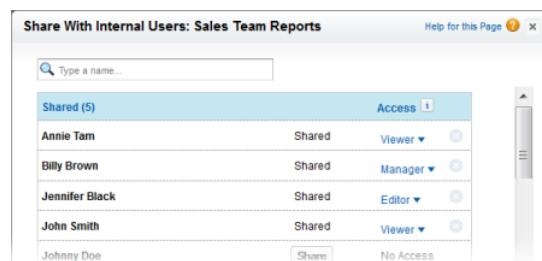 Share With Internal Users: Sales Team Reports Help for this Page ? x
Type a name...
Shared (5) Access i
Annie Tam Shared Viewer
Billy Brown Shared Manager
Jennifer Black Shared Editor
John Smith Shared Viewer
Johnny Doe Share No Access